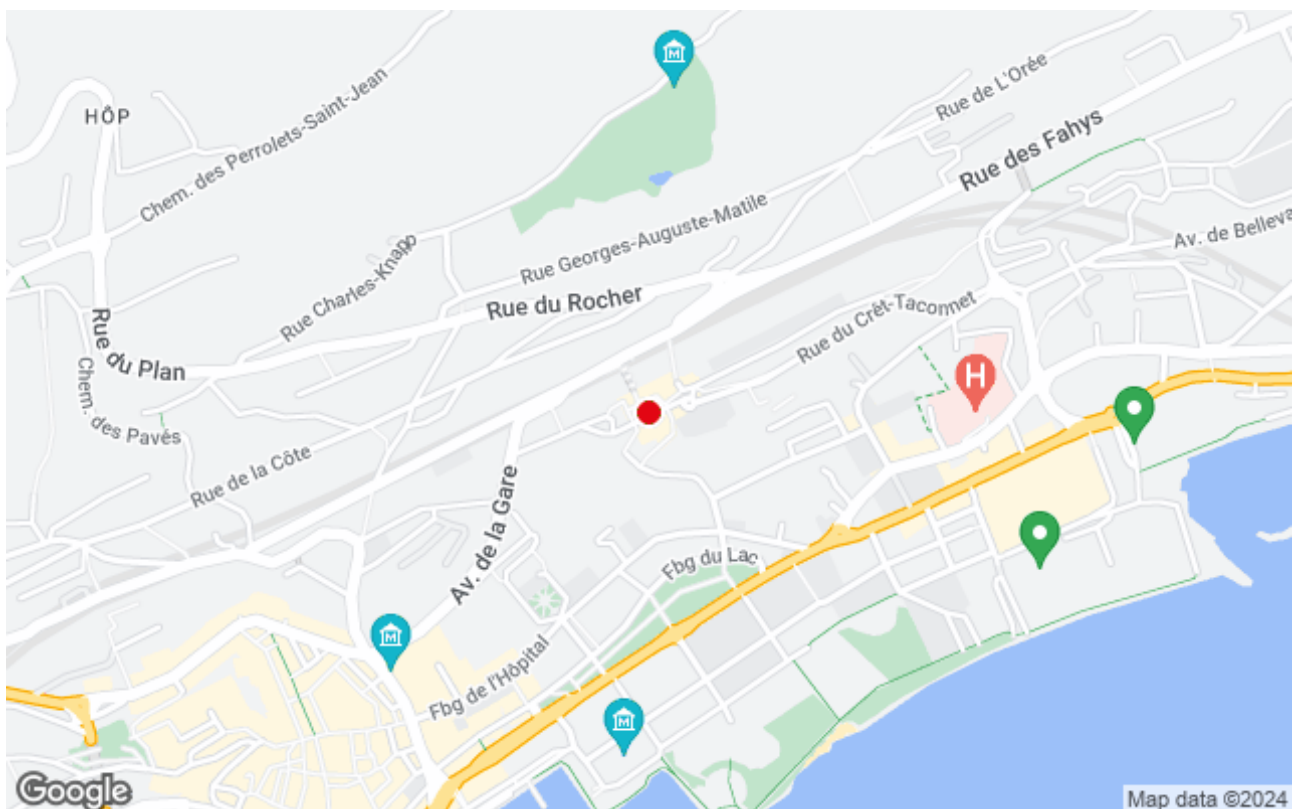 HÔP
Chem. des Perrolets-Saint-Jean
Rue de L'Orée
Rue des Fahys
Rue Georges-Auguste-Matile
Rue Charles-Knapp
Av. de Belleva
Rue du Rocher
Rue du Crêt-Taconnet
Rue du Plan
Chem. des Pavés
H
Rue de la Côte
Av. de la Gare
Fbg du Lac
Fbg de l'Hôpital
M
M
M
Google
Map data ©2024